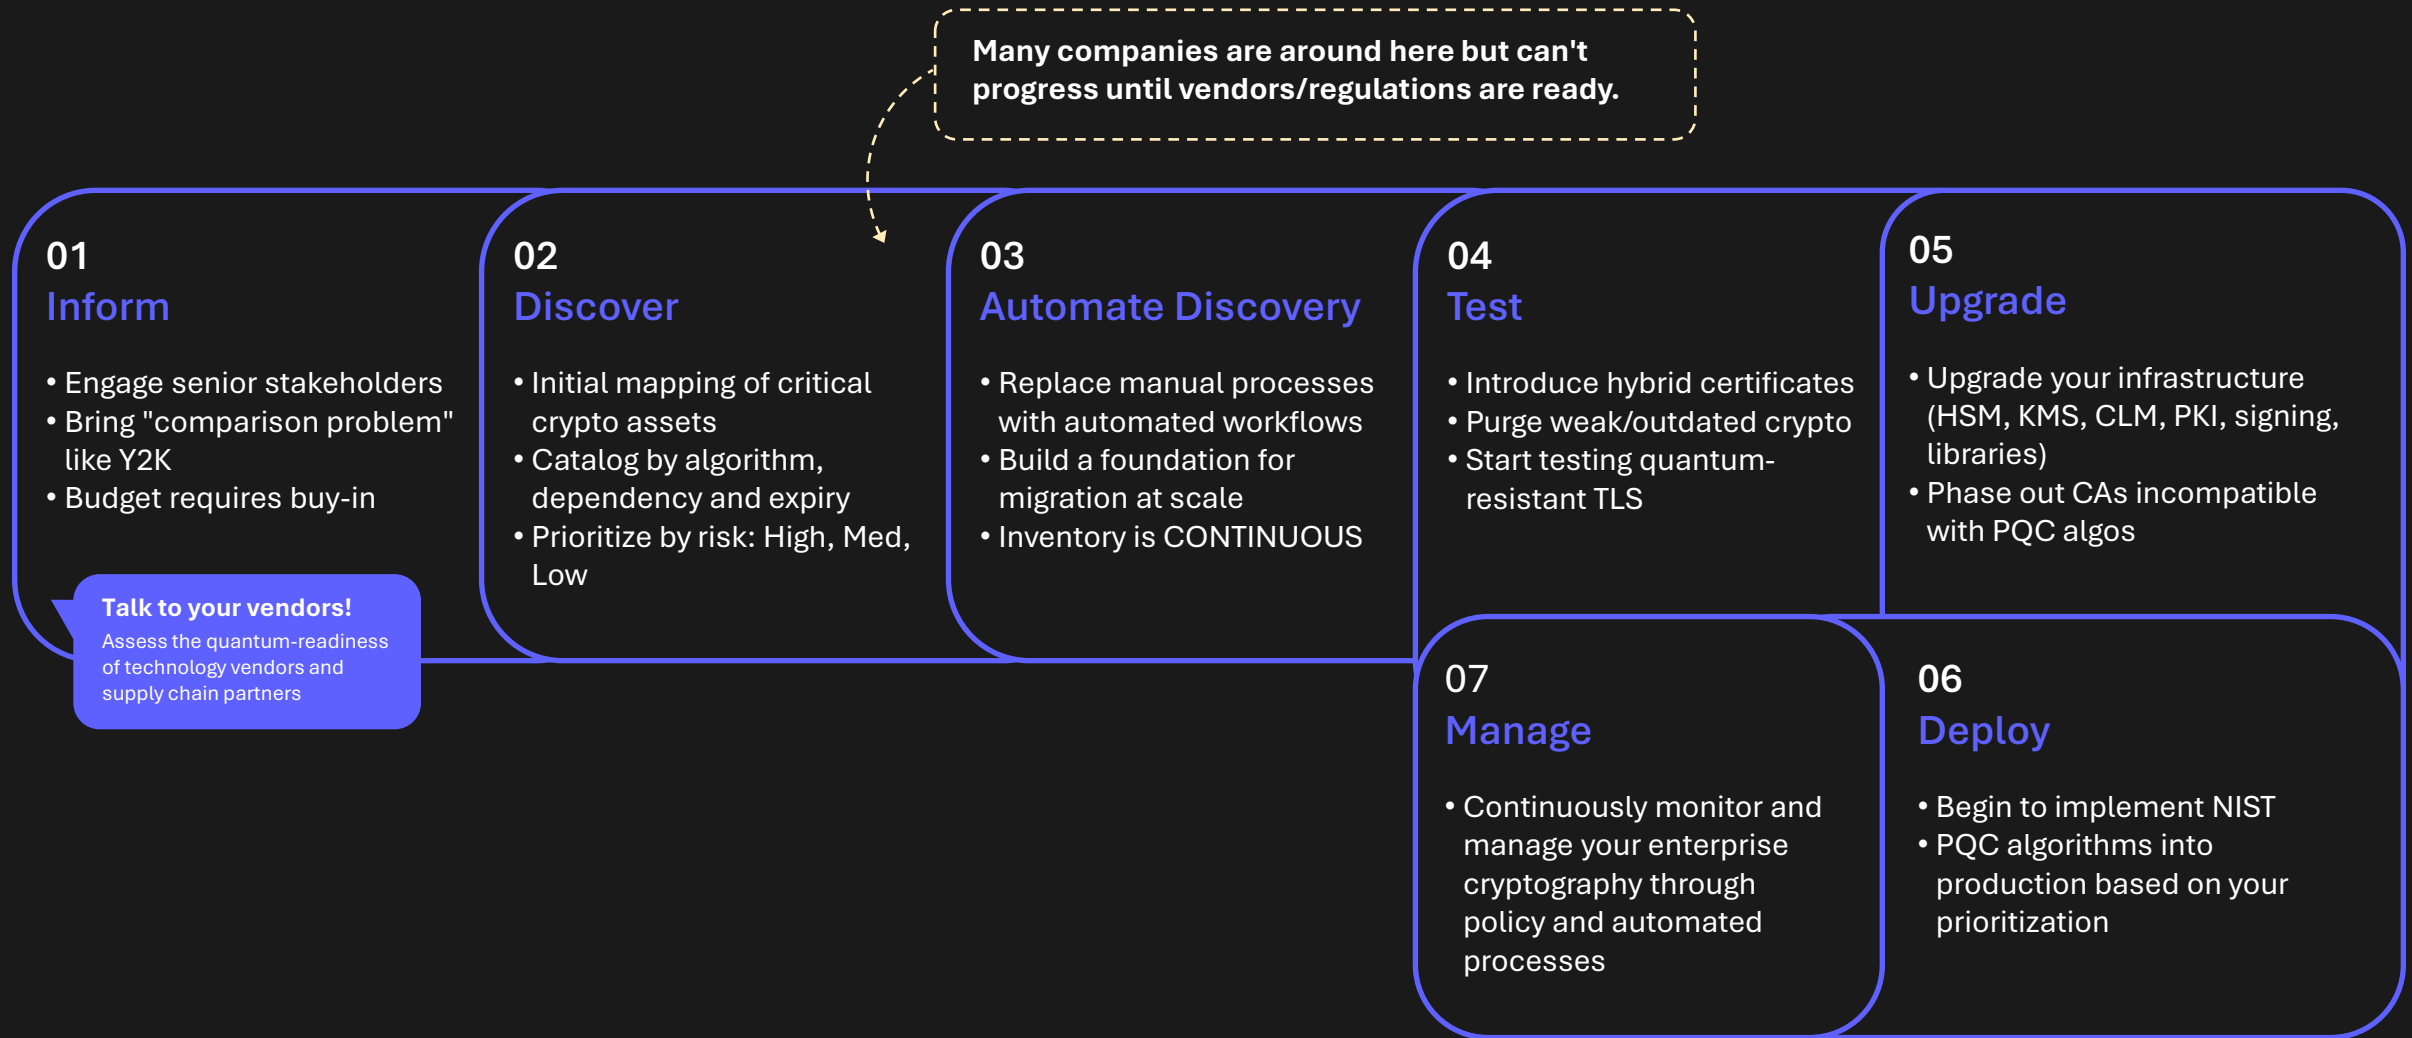 Many companies are around here but can't
progress until vendors/regulations are ready.
01
Inform
• Engage senior stakeholders
• Bring "comparison problem"
like Y2K
• Budget requires buy-in
Talk to your vendors!
Assess the quantum-readiness
of technology vendors and
supply chain partners
02
Discover
• Initial mapping of critical
crypto assets
• Catalog by algorithm,
dependency and expiry
• Prioritize by risk: High, Med,
Low
03
Automate Discovery
• Replace manual processes
with automated workflows
• Build a foundation for
migration at scale
• Inventory is CONTINUOUS
04
Test
• Introduce hybrid certificates
• Purge weak/outdated crypto
• Start testing quantum-
resistant TLS
05
Upgrade
• Upgrade your infrastructure
(HSM, KMS, CLM, PKI, signing,
libraries)
• Phase out CAs incompatible
with PQC algos
06
Deploy
• Begin to implement NIST
• PQC algorithms into
production based on your
prioritization
07
Manage
• Continuously monitor and
manage your enterprise
cryptography through
policy and automated
processes